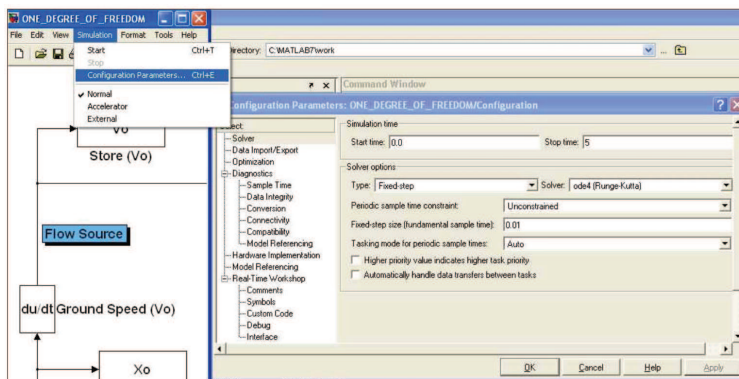 ONE_DEGREE_OF_FREEDOM
File Edit View Simulation Format Tools Help
Start Ctrl+T
Stop
Configuration Parameters... Ctrl+E
Normal
Accelerator
External
Directory: C:\MATLAB7\work
Command Window
Configuration Parameters: ONE_DEGREE_OF_FREEDOM/Configuration
Select:
Solver
Data Import/Export
Optimization
Diagnostics
Sample Time
Data Integrity
Conversion
Connectivity
Compatibility
Model Referencing
Hardware Implementation
Model Referencing
Real-Time Workshop
Comments
Symbols
Custom Code
Debug
Interface
Simulation time
Start time: 0.0 Stop time: 5
Solver options
Type: Fixed-step Solver: ode4 (Runge-Kutta)
Periodic sample time constraint: Unconstrained
Fixed-step size (fundamental sample time): 0.01
Tasking mode for periodic sample times: Auto
Higher priority value indicates higher task priority
Automatically handle data transfers between tasks
OK Cancel Help Apply
Vo
Store (Vo)
Flow Source
du/dt Ground Speed (Vo)
Xo